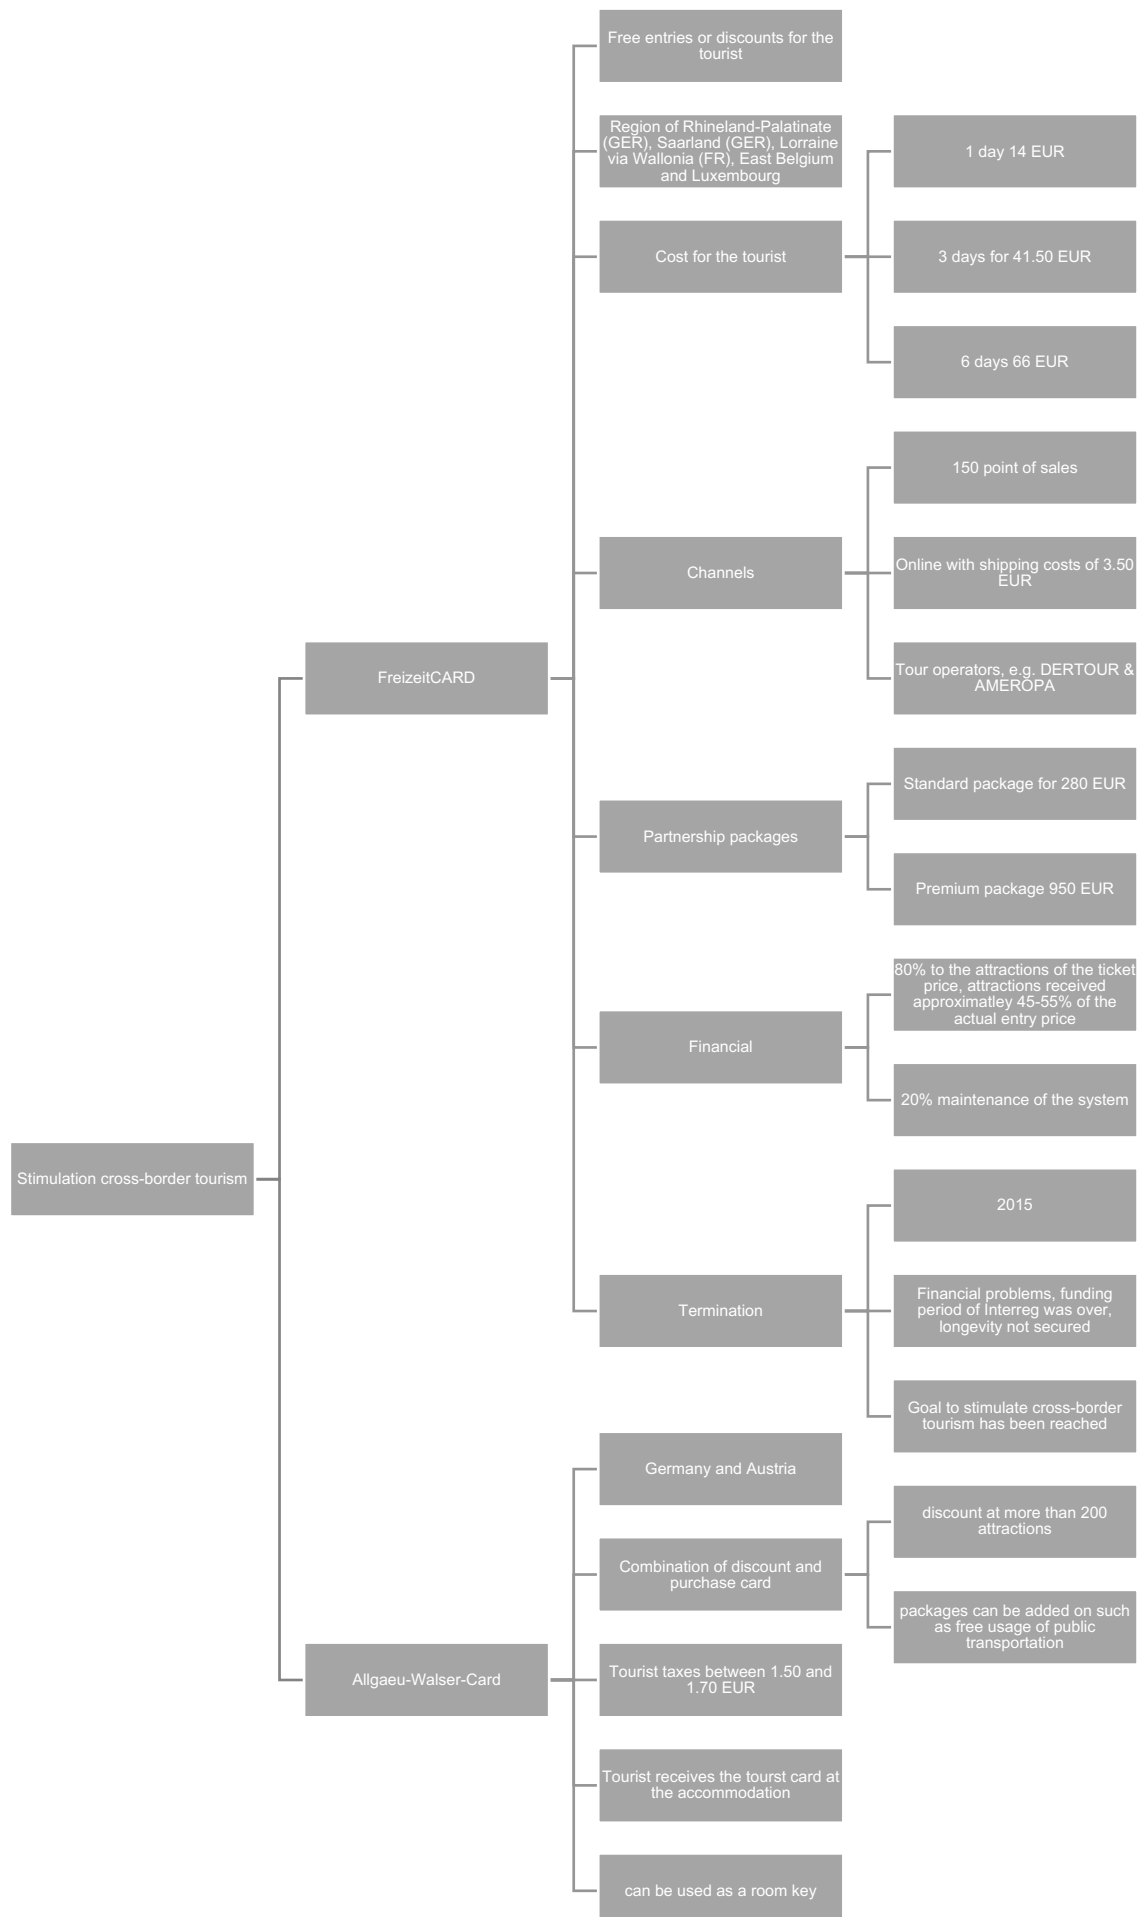 Free entries or discounts for the
tourist
Region of Rhineland-Palatinate
(GER), Saarland (GER), Lorraine
via Wallonia (FR), East Belgium
and Luxembourg
1 day 14 EUR
Cost for the tourist
3 days for 41.50 EUR
6 days 66 EUR
150 point of sales
Channels
Online with shipping costs of 3.50
EUR
FreizeitCARD
Tour operators, e.g. DERTOUR &
AMEROPA
Standard package for 280 EUR
Partnership packages
Premium package 950 EUR
80% to the attractions of the ticket
price, attractions received
approximatley 45-55% of the
actual entry price
Financial
20% maintenance of the system
Stimulation cross-border tourism
2015
Termination
Financial problems, funding
period of Interreg was over,
longevity not secured
Goal to stimulate cross-border
tourism has been reached
Germany and Austria
discount at more than 200
attractions
Combination of discount and
purchase card
packages can be added on such
as free usage of public
transportation
Allgaeu-Walser-Card
Tourist taxes between 1.50 and
1.70 EUR
Tourist receives the tourst card at
the accommodation
can be used as a room key